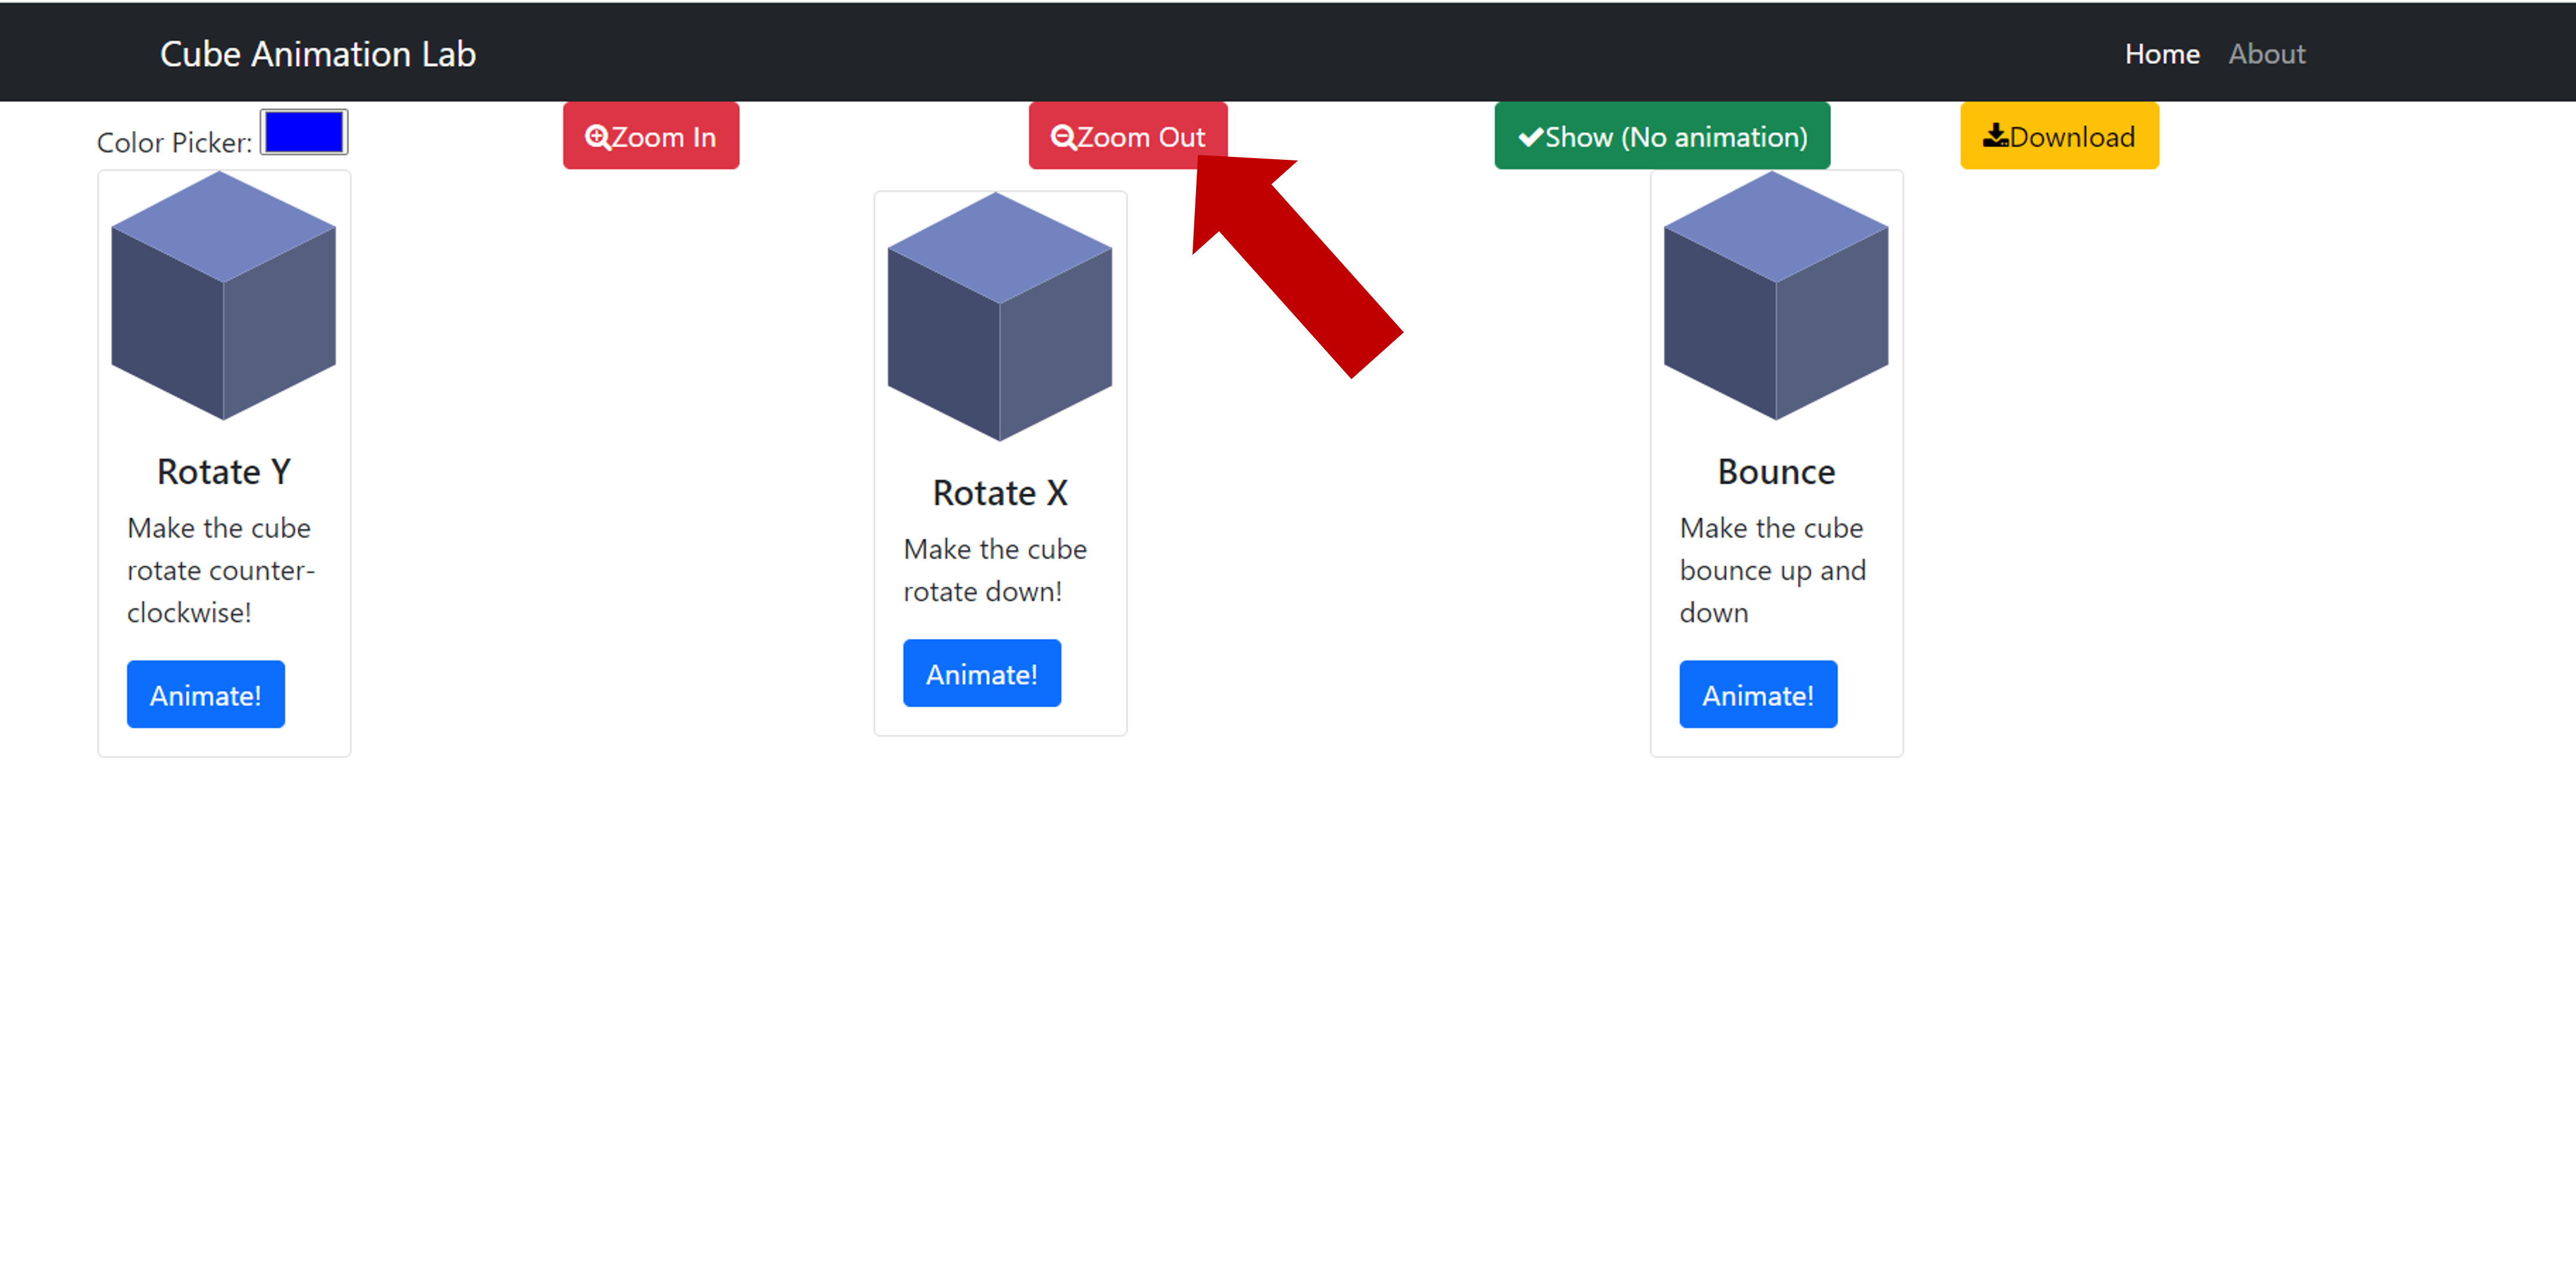 Cube Animation Lab
Home About
Color Picker:
Zoom In
Zoom Out
Show (No animation)
Download
Rotate Y
Make the cube
rotate counter-
clockwise!
Animate!
Rotate X
Make the cube
rotate down!
Animate!
Bounce
Make the cube
bounce up and
down
Animate!